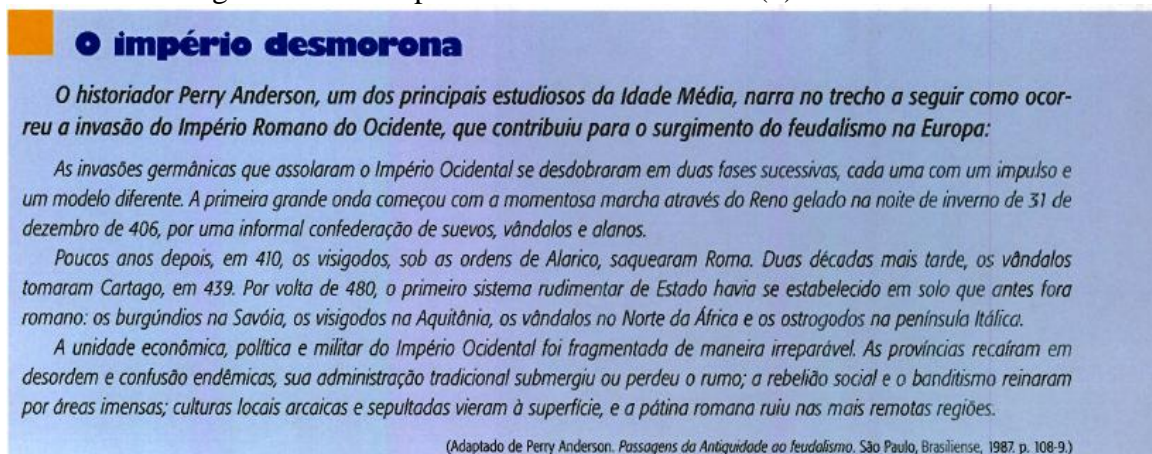 O império desmorona
O historiador Perry Anderson, um dos principais estudiosos da Idade Média, narra no trecho a seguir como ocor-
reu a invasão do Império Romano do Ocidente, que contribuiu para o surgimento do feudalismo na Europa:
As invasões germânicas que assolaram o Império Ocidental se desdobraram em duas fases sucessivas, cada uma com um impulso e
um modelo diferente. A primeira grande onda começou com a momentosa marcha através do Reno gelado na noite de inverno de 31 de
dezembro de 406, por uma informal confederação de suevos, vândalos e alanos.
Poucos anos depois, em 410, os visigodos, sob as ordens de Alarico, saquearam Roma. Duas décadas mais tarde, os vândalos
tomaram Cartago, em 439. Por volta de 480, o primeiro sistema rudimentar de Estado havia se estabelecido em solo que antes fora
romano: os burgúndios na Savóia, os visigodos na Aquitânia, os vândalos no Norte da África e os ostrogodos na península Itálica.
A unidade econômica, política e militar do Império Ocidental foi fragmentada de maneira irreparável. As províncias recaíram em
desordem e confusão endêmicas, sua administração tradicional submergiu ou perdeu o rumo; a rebelião social e o banditismo reinaram
por áreas imensas; culturas locais arcaicas e sepultadas vieram à superfície, e a pátina romana ruiu nas mais remotas regiões.
(Adaptado de Perry Anderson. Passagens da Antiguidade ao feudalismo. São Paulo, Brasiliense, 1987. p. 108-9.)